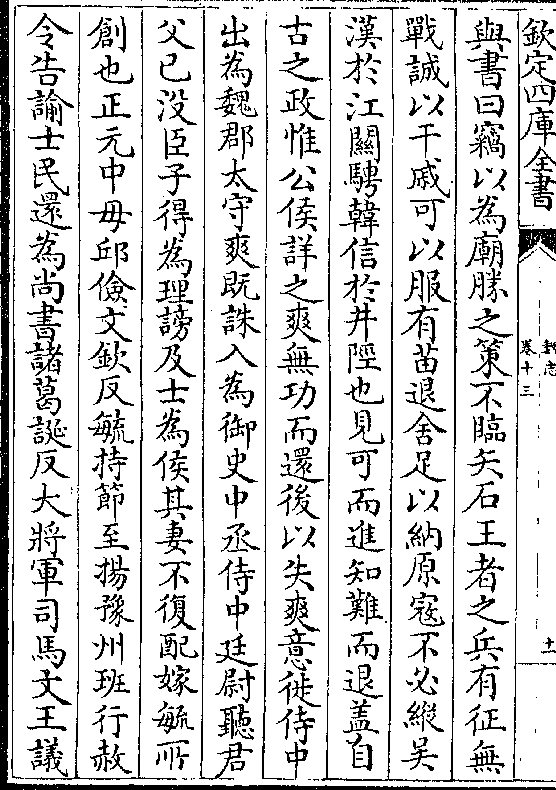 欽定四庫全書
魏志
卷十三
十一
與書曰竊以為廟勝之策不臨矢石王者之兵有征無
戰誠以干戚可以服有苗退舍足以納原寇不必縱吴
漢於江關騁韓信於井陘也見可而進知難而退蓋自
古之政惟公侯詳之爽無功而還後以失爽意徙侍中
出為魏郡太守爽既誅入為御史中丞侍中廷尉聽君
父已没臣子得為理謗及士為侯其妻不復配嫁毓所
創也正元中毋邱儉文欽反毓持節至揚豫州班行赦
令告諭士民還為尚書諸葛誕反大將軍司馬文王議